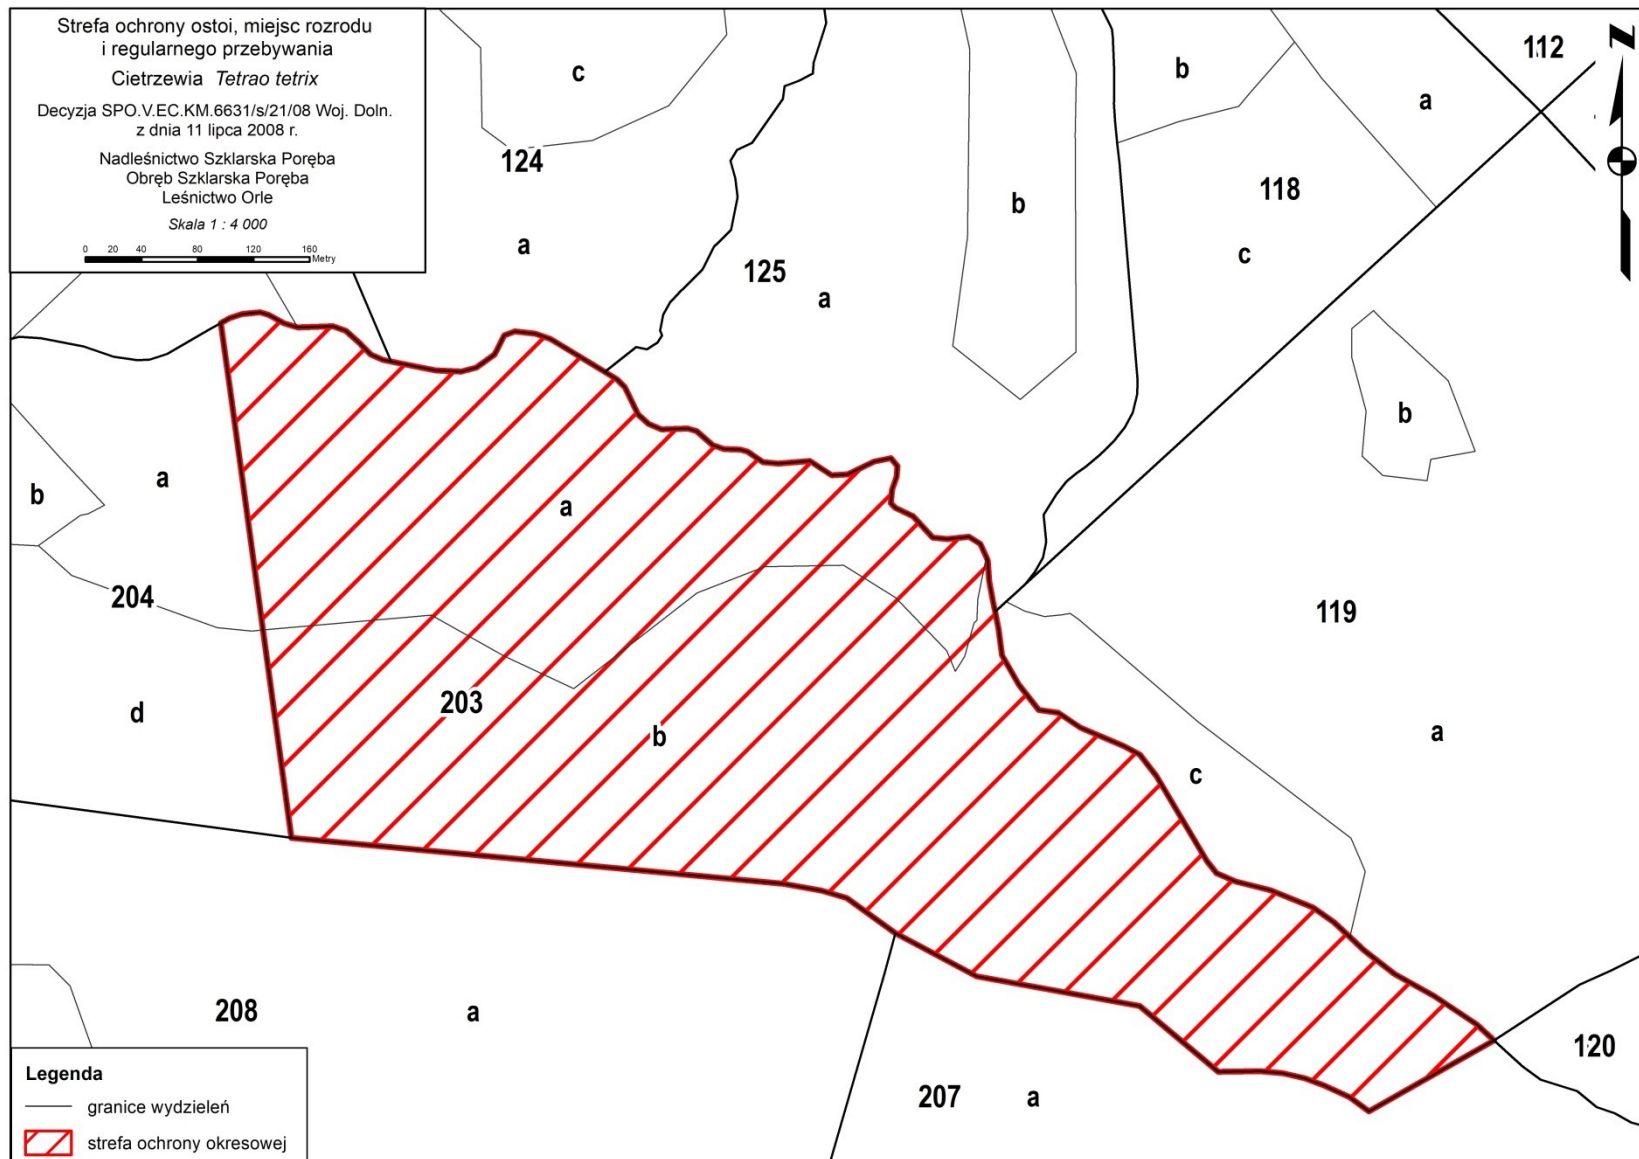 Strefa ochrony ostoi, miejsc rozrodu
i regularnego przebywania
Cietrzewia Tetrao tetrix
Decyzja SPO.V.EC.KM.6631/s/21/08 Woj. Doln.
z dnia 11 lipca 2008 r.
Nadleśnictwo Szklarska Poręba
Obręb Szklarska Poręba
Leśnictwo Orle
Skala 1 : 4 000
0 20 40 80 120 160
Metry
c
124
a
125
a
b
b
118
c
a
112
Z
b
a
b
a
204
d
203
b
119
a
c
208
a
207
a
120
Legenda
granice wydzieleń
strefa ochrony okresowej